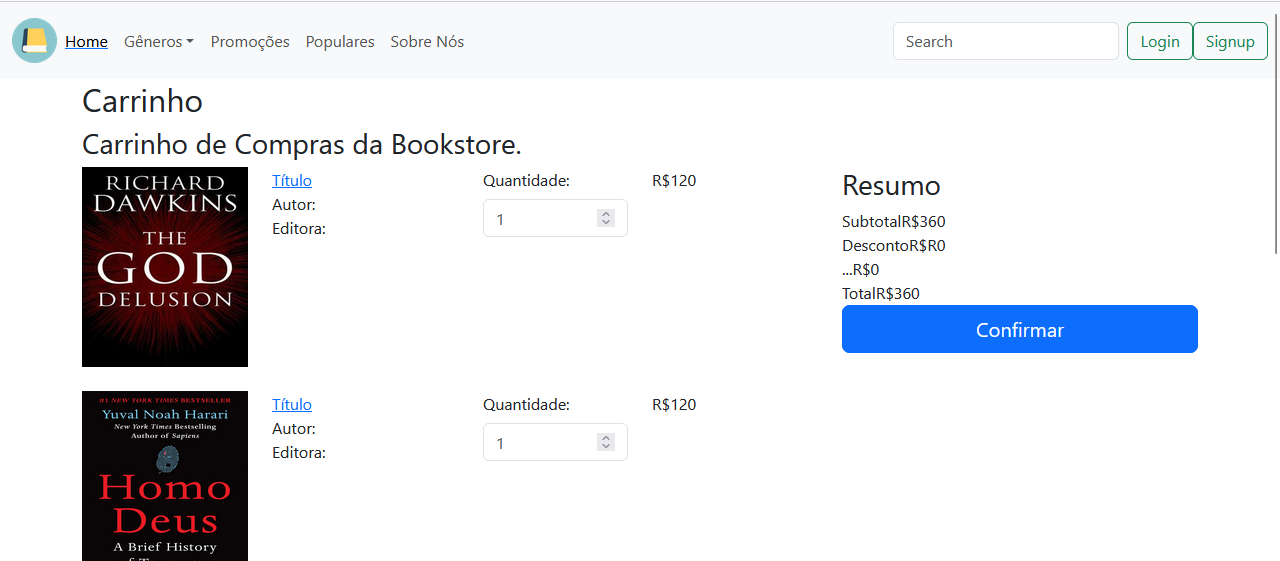 Home Gêneros Promoções Populares Sobre Nós Search Login Signup
Carrinho
Carrinho de Compras da Bookstore.
RICHARD
DAWKINS
THE
GOD
DELUSION
Título
Autor:
Editora:
Quantidade:
1
R$120
Resumo
SubtotalR$360
DescontoR$R0
...R$0
TotalR$360
Confirmar
#1 NEW YORK TIMES BESTSELLER
Yuval Noah Harari
New York Times Bestselling
Author of Sapiens
Homo
Deus
A Brief History
Título
Autor:
Editora:
Quantidade:
1
R$120